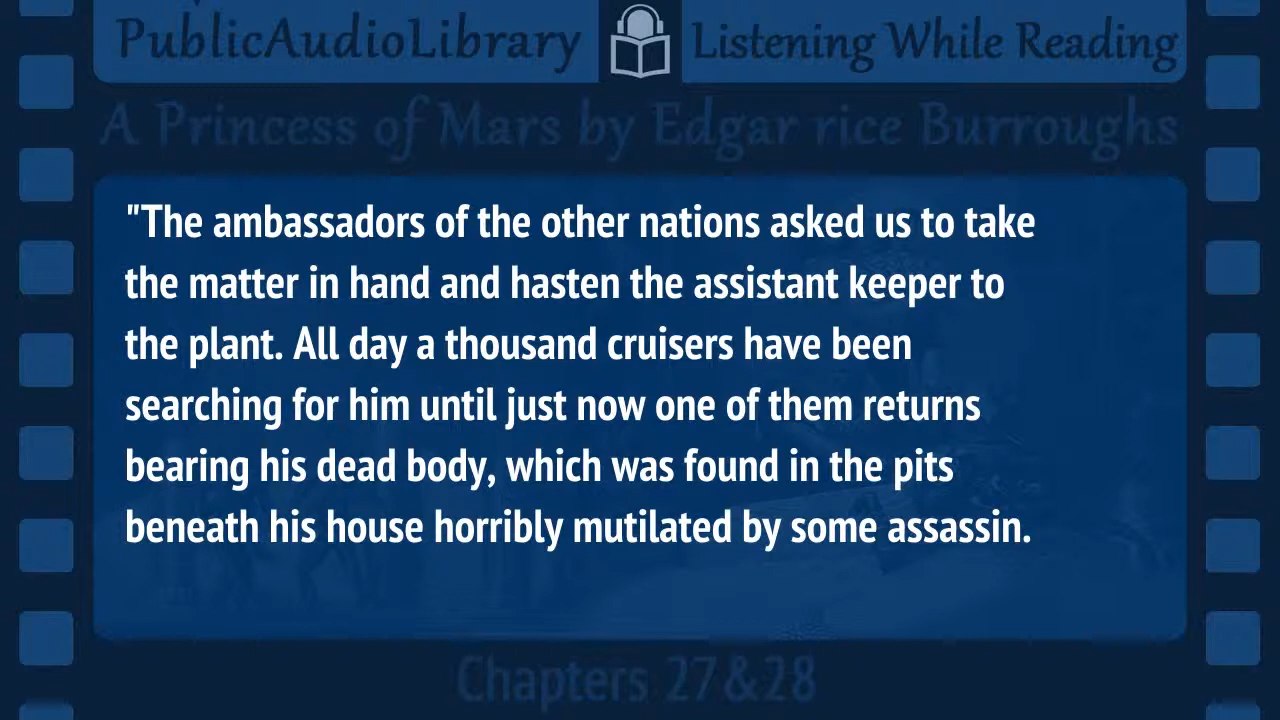 PublicAudioLibrary Listening While Reading
A Princess of Mars by Edgar rice Burroughs
"The ambassadors of the other nations asked us to take
the matter in hand and hasten the assistant keeper to
the plant. All day a thousand cruisers have been
searching for him until just now one of them returns
bearing his dead body, which was found in the pits
beneath his house horribly mutilated by some assassin.
Chapters 27&28